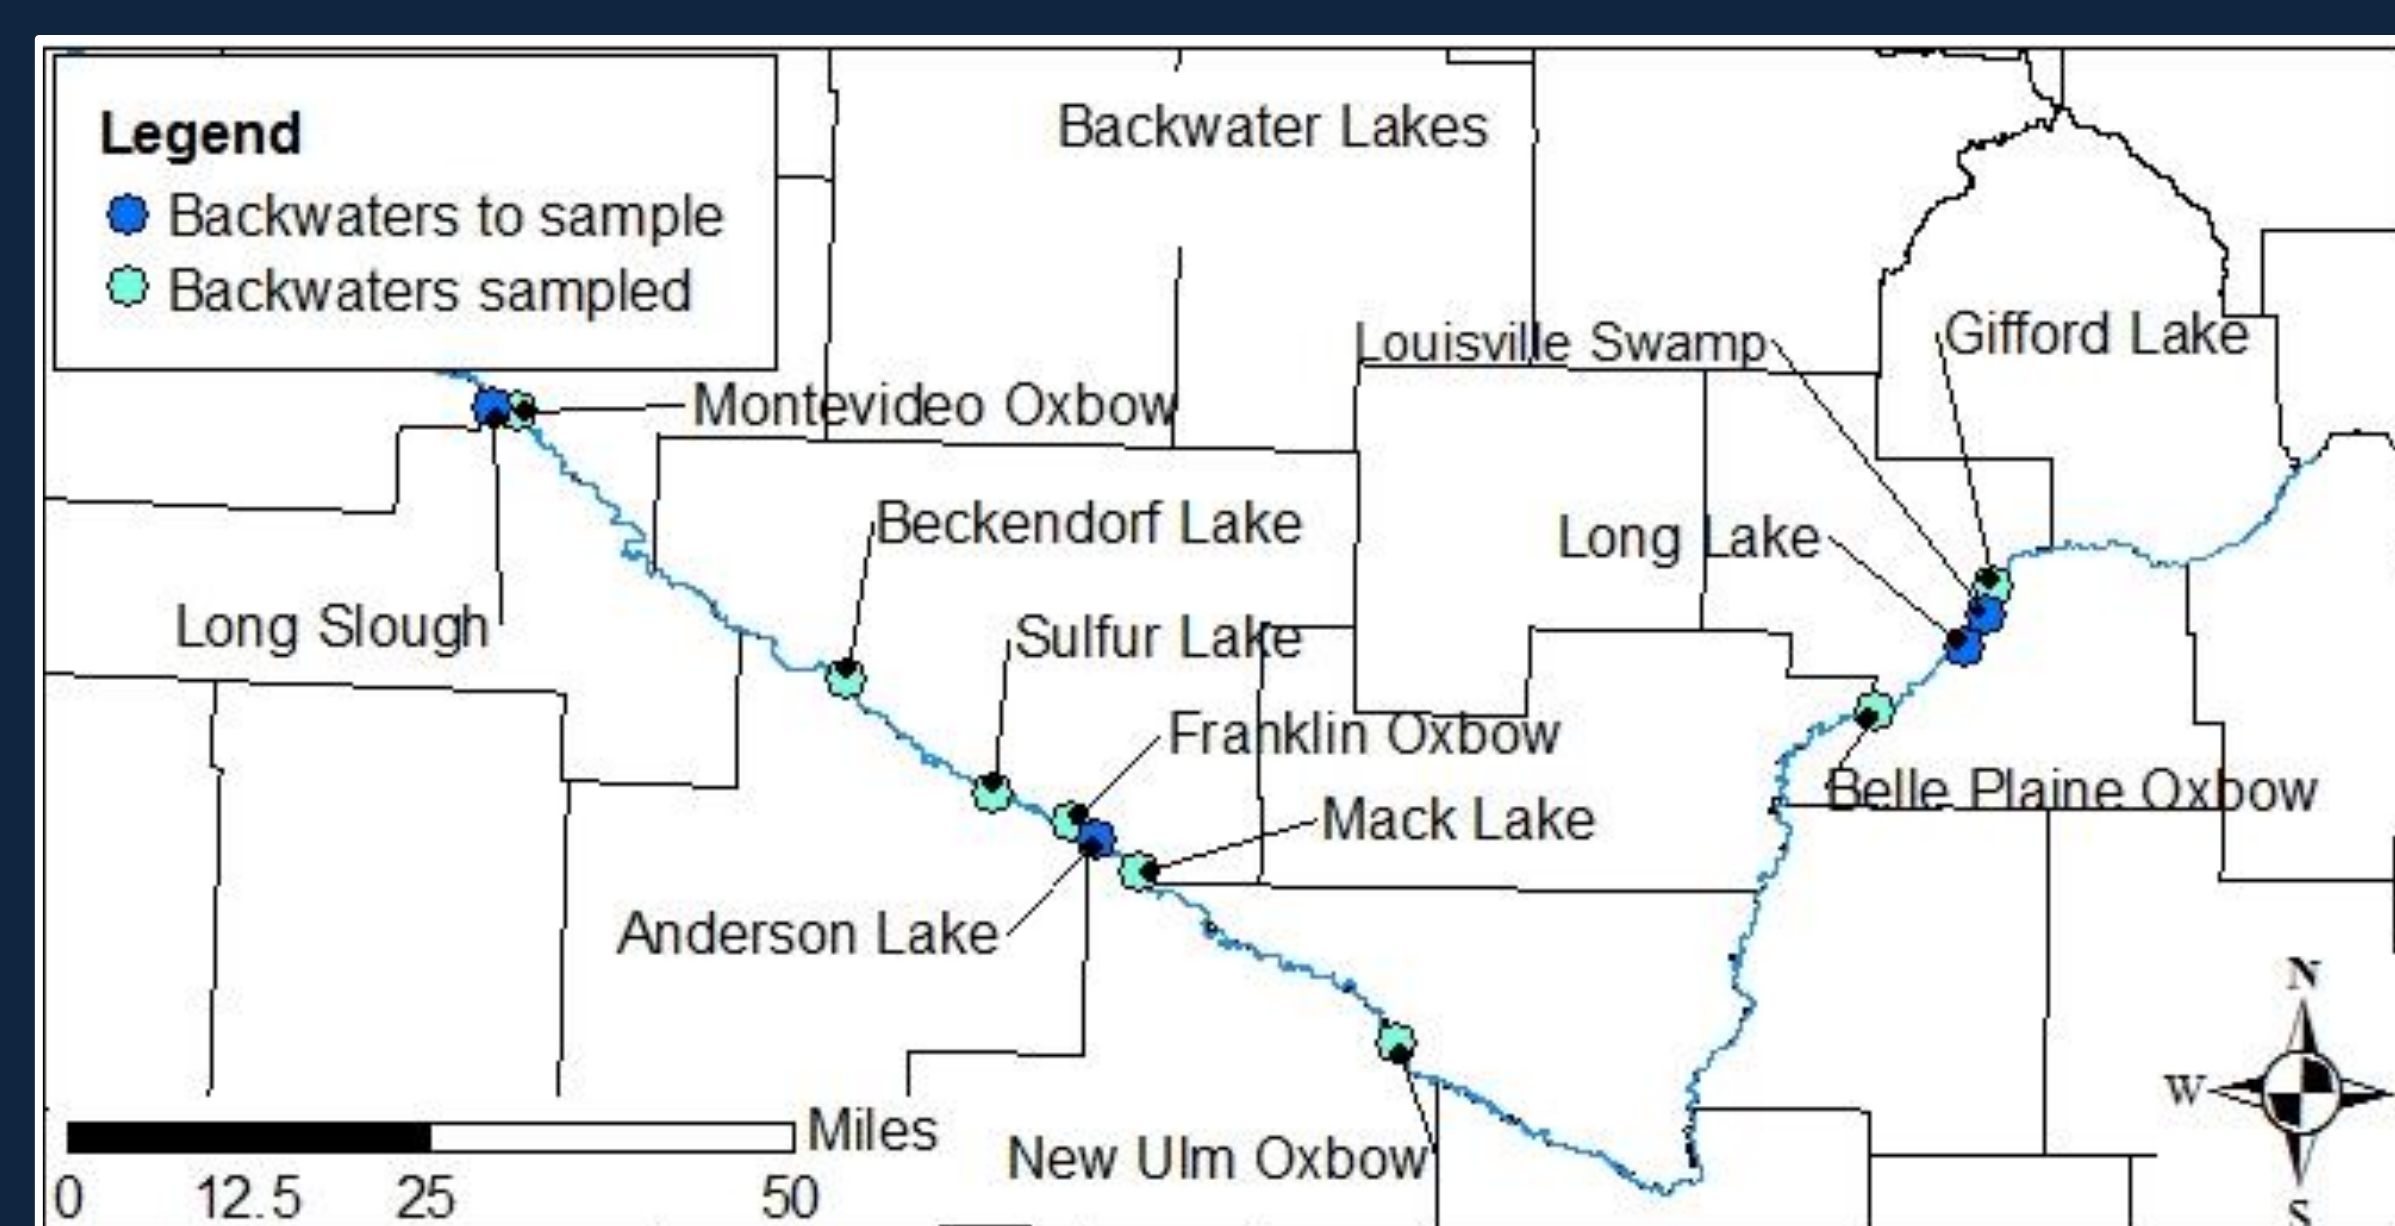 Legend
Backwaters to sample
Backwaters sampled
Backwater Lakes
Louisville Swamp
Gifford Lake
Montevideo Oxbow
Beckendorf Lake
Long Lake
Long Slough
Sulfur Lake
Franklin Oxbow
Belle Plaine Oxbow
Mack Lake
Anderson Lake
New Ulm Oxbow
N
W
S
Miles
0 12.5 25 50